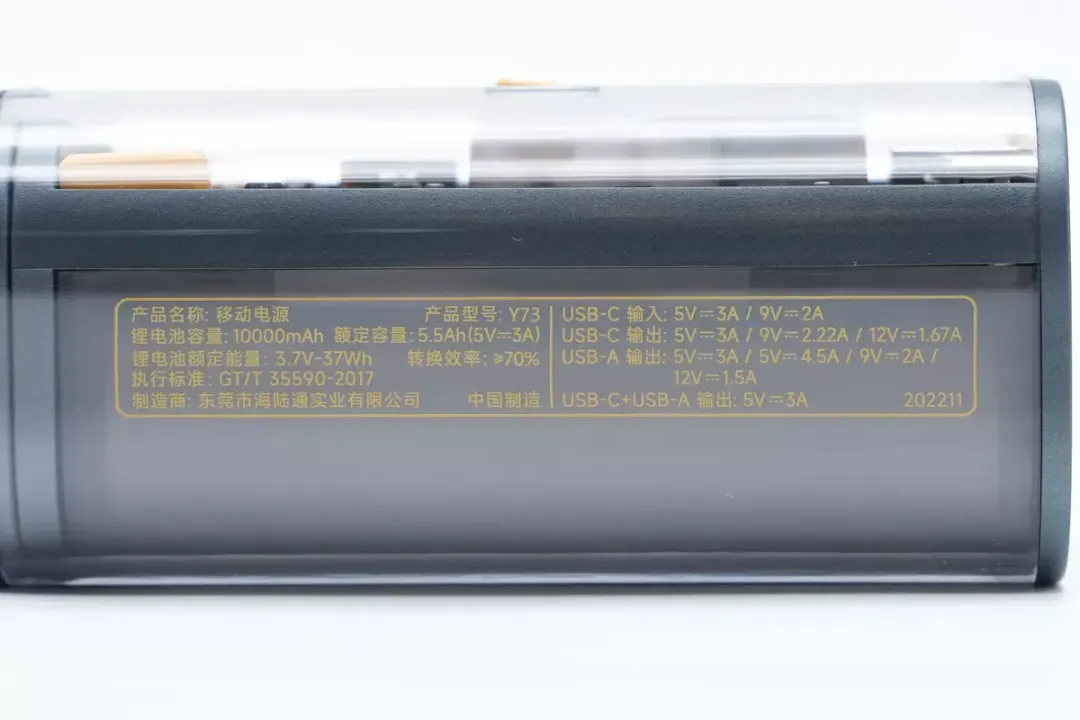 产品名称: 移动电源 产品型号: Y73
锂电池容量: 10000mAh 额定容量: 5.5Ah(5V⎓3A)
锂电池额定能量: 3.7V-37Wh 转换效率: ≥70%
执行标准: GT/T 35590-2017
制造商: 东莞市海陆通实业有限公司 中国制造
USB-C 输入: 5V⎓3A / 9V⎓2A
USB-C 输出: 5V⎓3A / 9V⎓2.22A / 12V⎓1.67A
USB-A 输出: 5V⎓3A / 5V⎓4.5A / 9V⎓2A /
12V⎓1.5A
USB-C+USB-A 输出: 5V⎓3A 202211